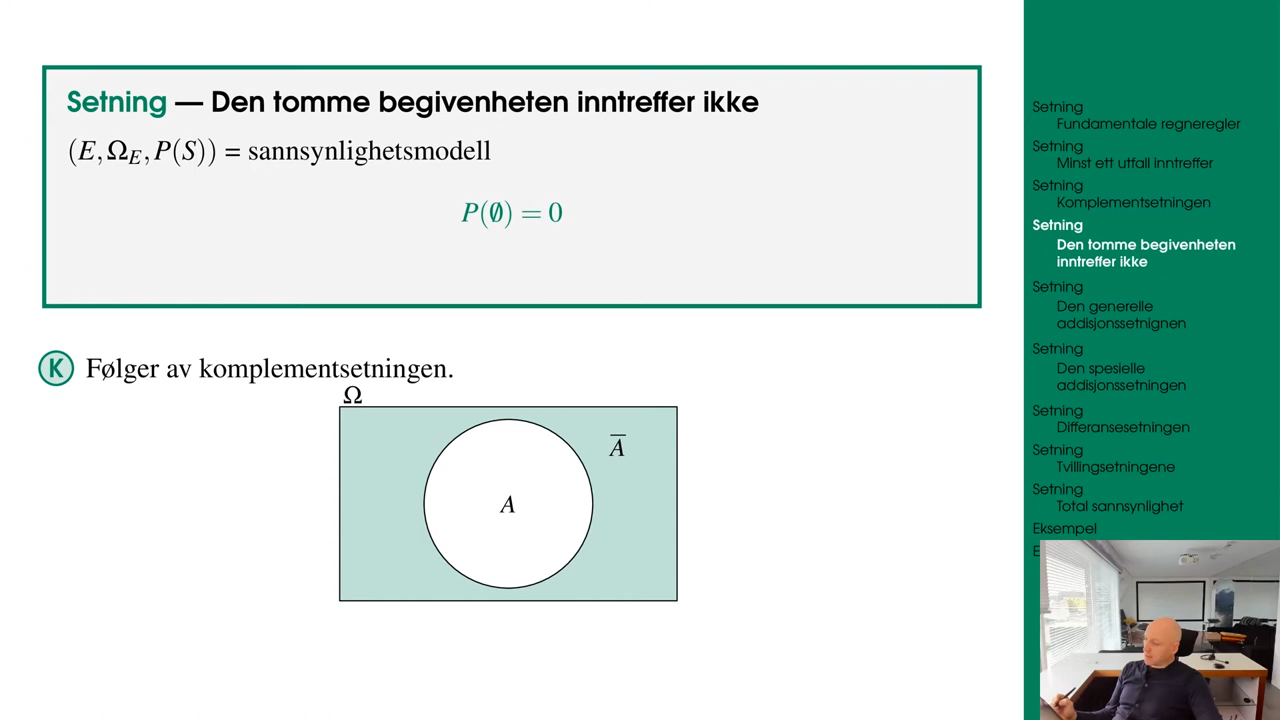 Setning — Den tomme begivenheten inntreffer ikke
(E, Ω_E, P(S)) = sannsynlighetsmodell
P(∅) = 0
K Følger av komplementsetningen.
Ω
A̅
A
Setning
Fundamentale regneregler
Setning
Minst ett utfall inntreffer
Setning
Komplementsetningen
Setning
Den tomme begivenheten
inntreffer ikke
Setning
Den generelle
addisjonssetnignen
Setning
Den spesielle
addisjonssetningen
Setning
Differansesetningen
Setning
Tvillingsetningene
Setning
Total sannsynlighet
Eksempel